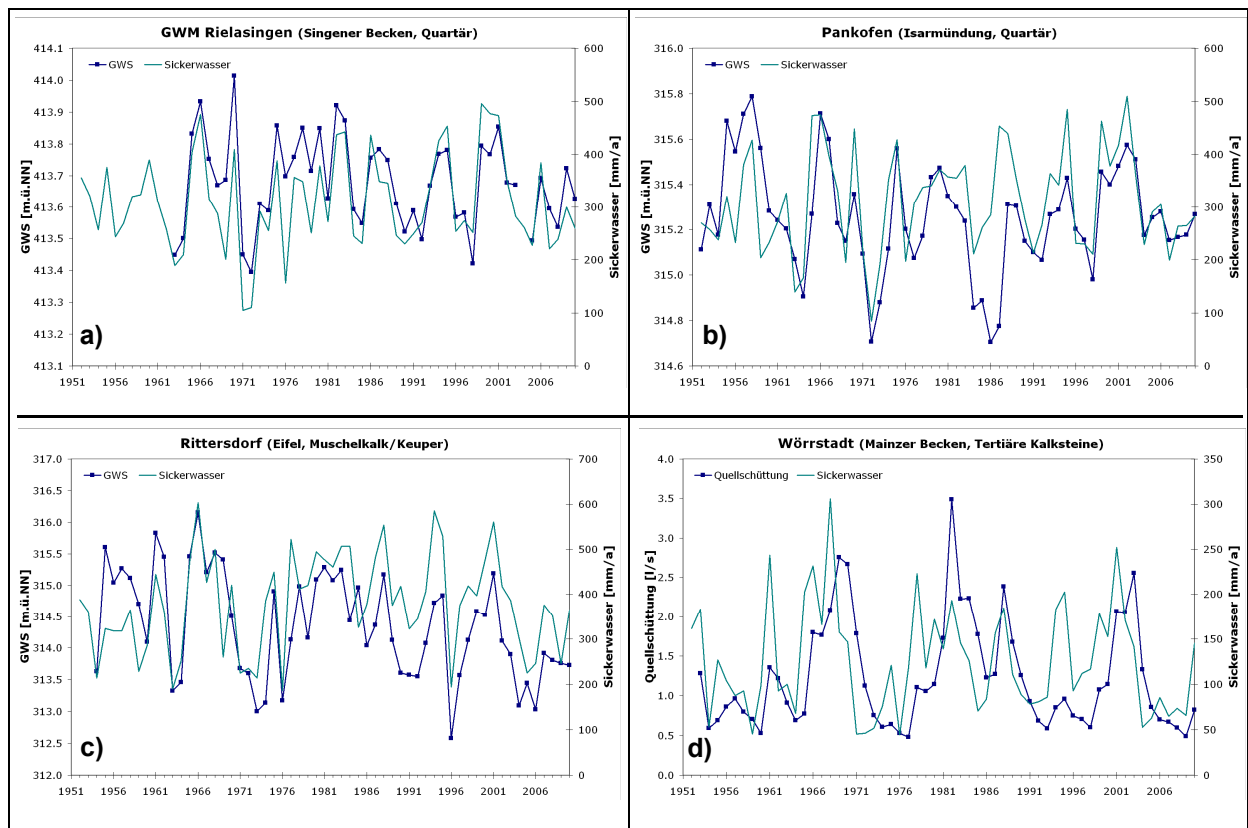 GWM Rielasingen (Singener Becken, Quartär)
GWS Sickerwasser
GWS [m.ü.NN]
414.1
414.0
413.9
413.8
413.7
413.6
413.5
413.4
413.3
413.2
413.1
600
500
400
300
200
100
0
Sickerwasser [mm/a]
1951 1956 1961 1966 1971 1976 1981 1986 1991 1996 2001 2006
a)
Pankofen (Isarmündung, Quartär)
GWS Sickerwasser
GWS [m.ü.NN]
316.0
315.8
315.6
315.4
315.2
315.0
314.8
314.6
600
500
400
300
200
100
0
Sickerwasser [mm/a]
1951 1956 1961 1966 1971 1976 1981 1986 1991 1996 2001 2006
b)
Rittersdorf (Eifel, Muschelkalk/Keuper)
GWS Sickerwasser
GWS [m.ü.NN]
317.0
316.5
316.0
315.5
315.0
314.5
314.0
313.5
313.0
312.5
312.0
700
600
500
400
300
200
100
0
Sickerwasser [mm/a]
1951 1956 1961 1966 1971 1976 1981 1986 1991 1996 2001 2006
c)
Wörrstadt (Mainzer Becken, Tertiäre Kalksteine)
Quellschüttung Sickerwasser
Quellschüttung [l/s]
4.0
3.5
3.0
2.5
2.0
1.5
1.0
0.5
0.0
350
300
250
200
150
100
50
0
Sickerwasser [mm/a]
1951 1956 1961 1966 1971 1976 1981 1986 1991 1996 2001 2006
d)